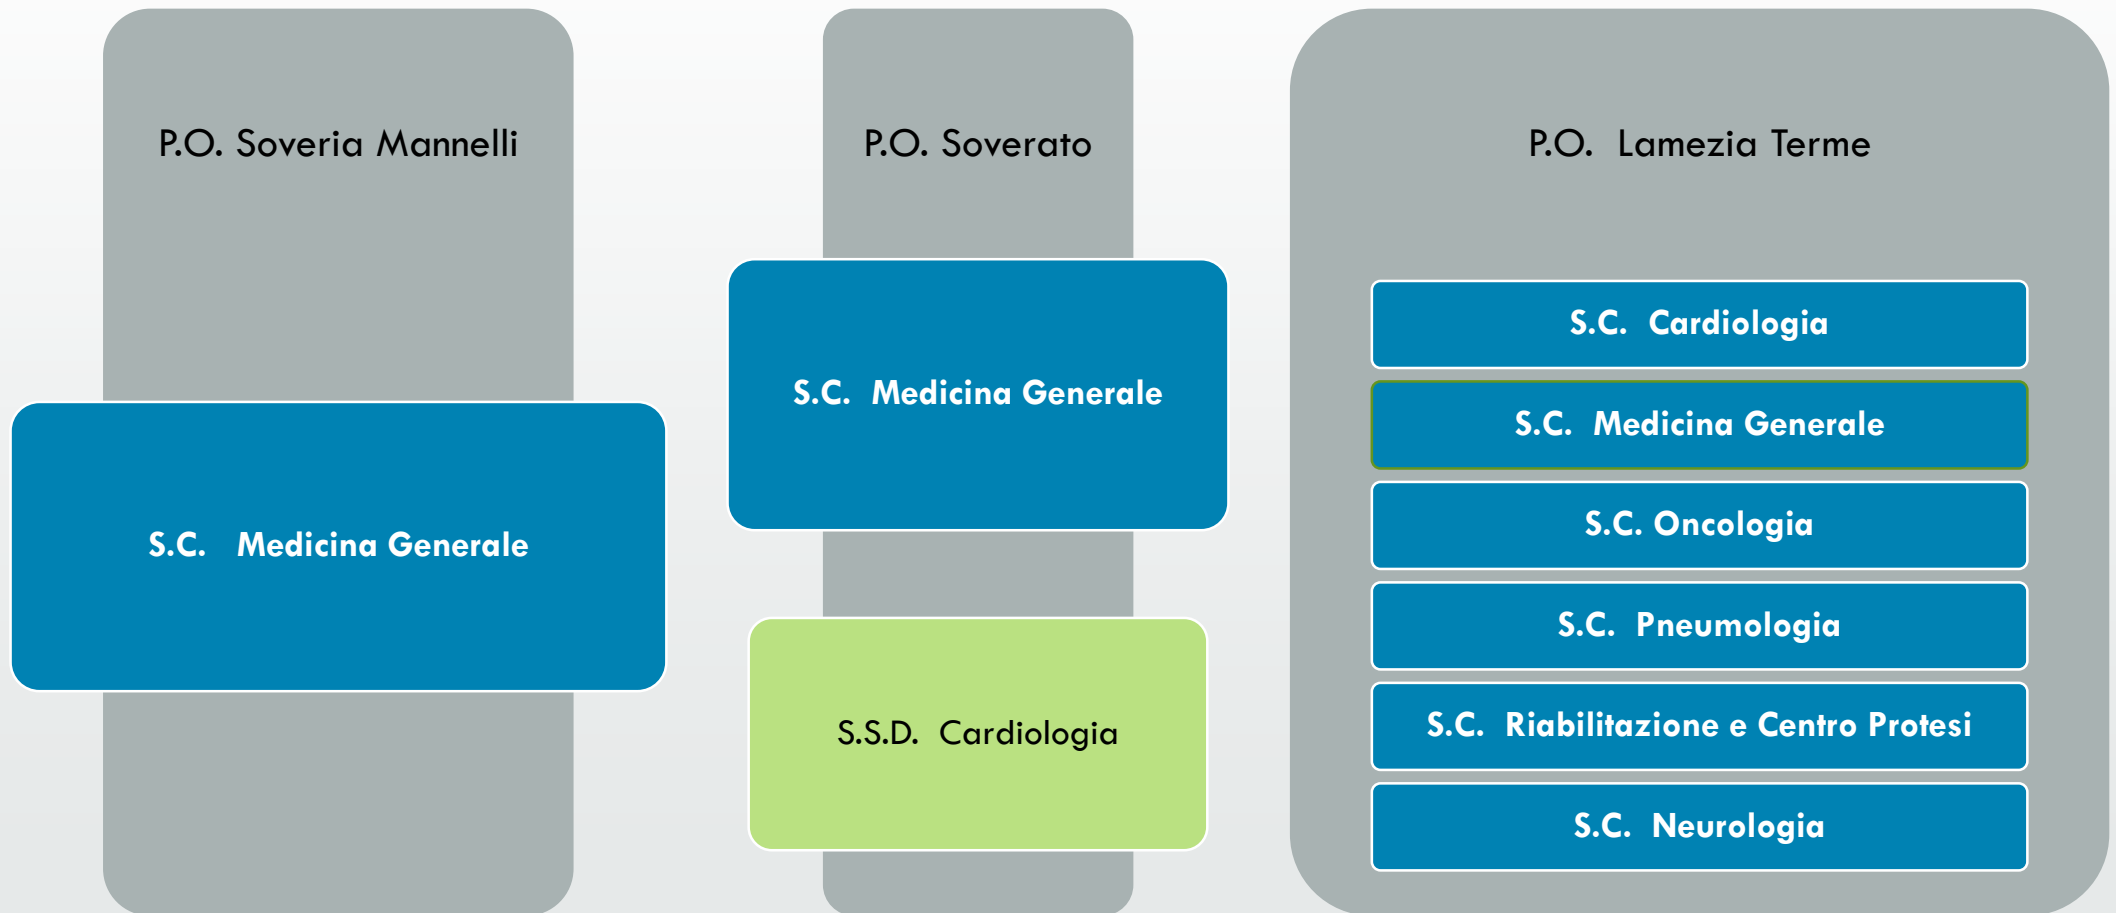 P.O. Soveria Mannelli
S.C. Medicina Generale
P.O. Soverato
S.C. Medicina Generale
S.S.D. Cardiologia
P.O. Lamezia Terme
S.C. Cardiologia
S.C. Medicina Generale
S.C. Oncologia
S.C. Pneumologia
S.C. Riabilitazione e Centro Protesi
S.C. Neurologia